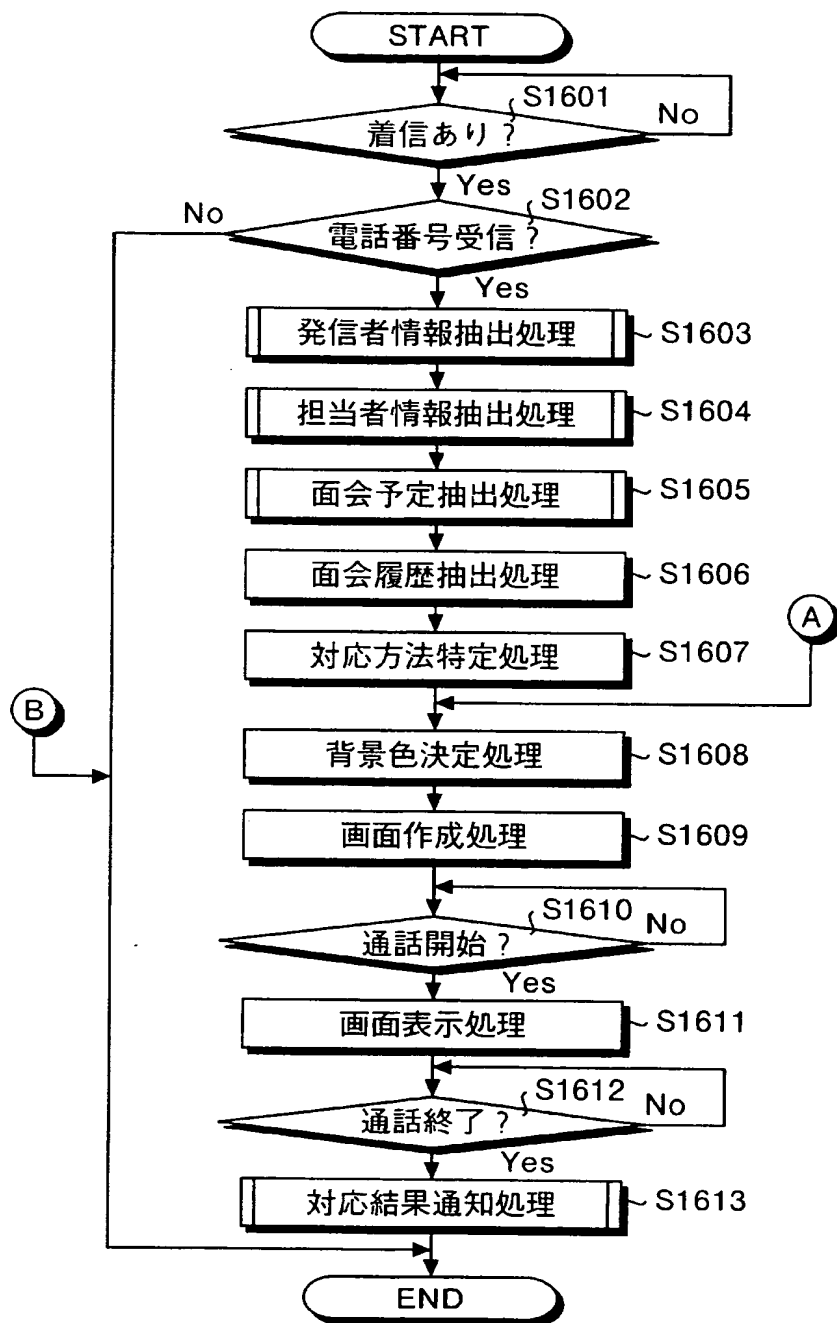 START
S1601
着信あり？
No
Yes
S1602
No
電話番号受信？
Yes
発信者情報抽出処理
S1603
担当者情報抽出処理
S1604
面会予定抽出処理
S1605
面会履歴抽出処理
S1606
A
対応方法特定処理
S1607
B
背景色決定処理
S1608
画面作成処理
S1609
S1610
通話開始？
No
Yes
画面表示処理
S1611
S1612
通話終了？
No
Yes
対応結果通知処理
S1613
END